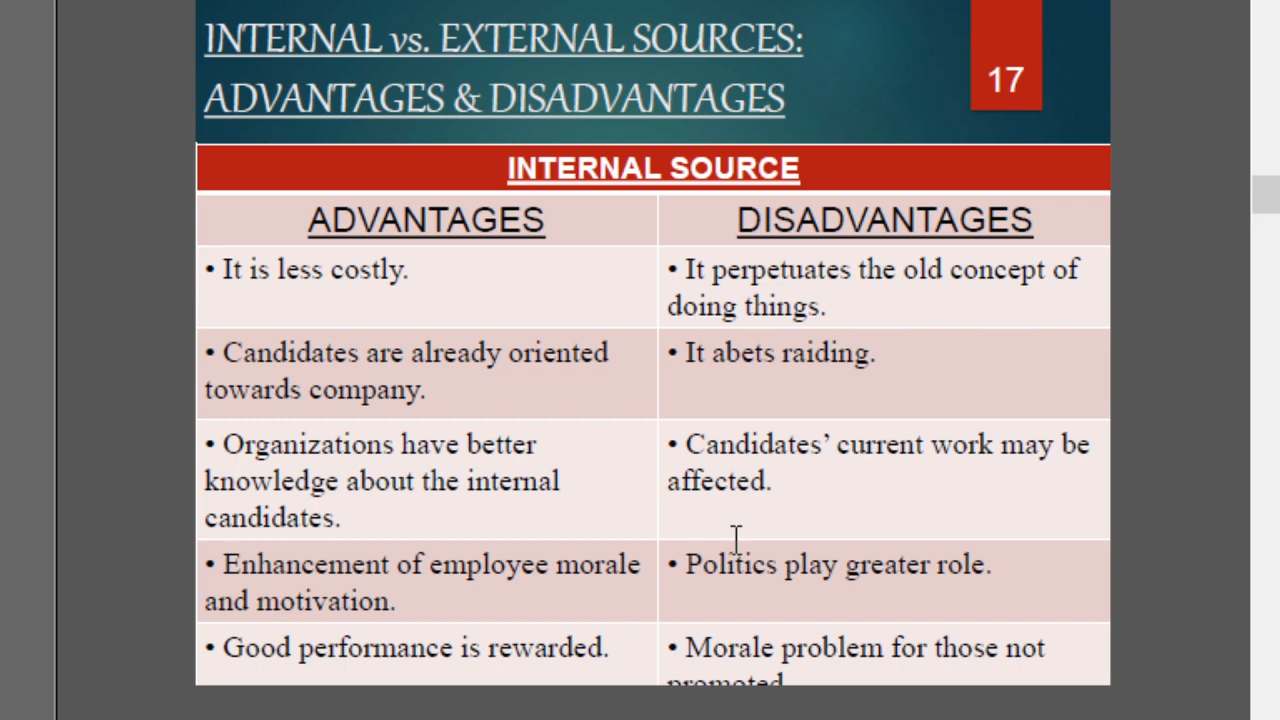 INTERNAL vs. EXTERNAL SOURCES:
ADVANTAGES & DISADVANTAGES
17
INTERNAL SOURCE
ADVANTAGES
DISADVANTAGES
• It is less costly.
• It perpetuates the old concept of
doing things.
• Candidates are already oriented
towards company.
• It abets raiding.
• Organizations have better
knowledge about the internal
candidates.
• Candidates’ current work may be
affected.
• Enhancement of employee morale
and motivation.
• Politics play greater role.
• Good performance is rewarded.
• Morale problem for those not
promoted